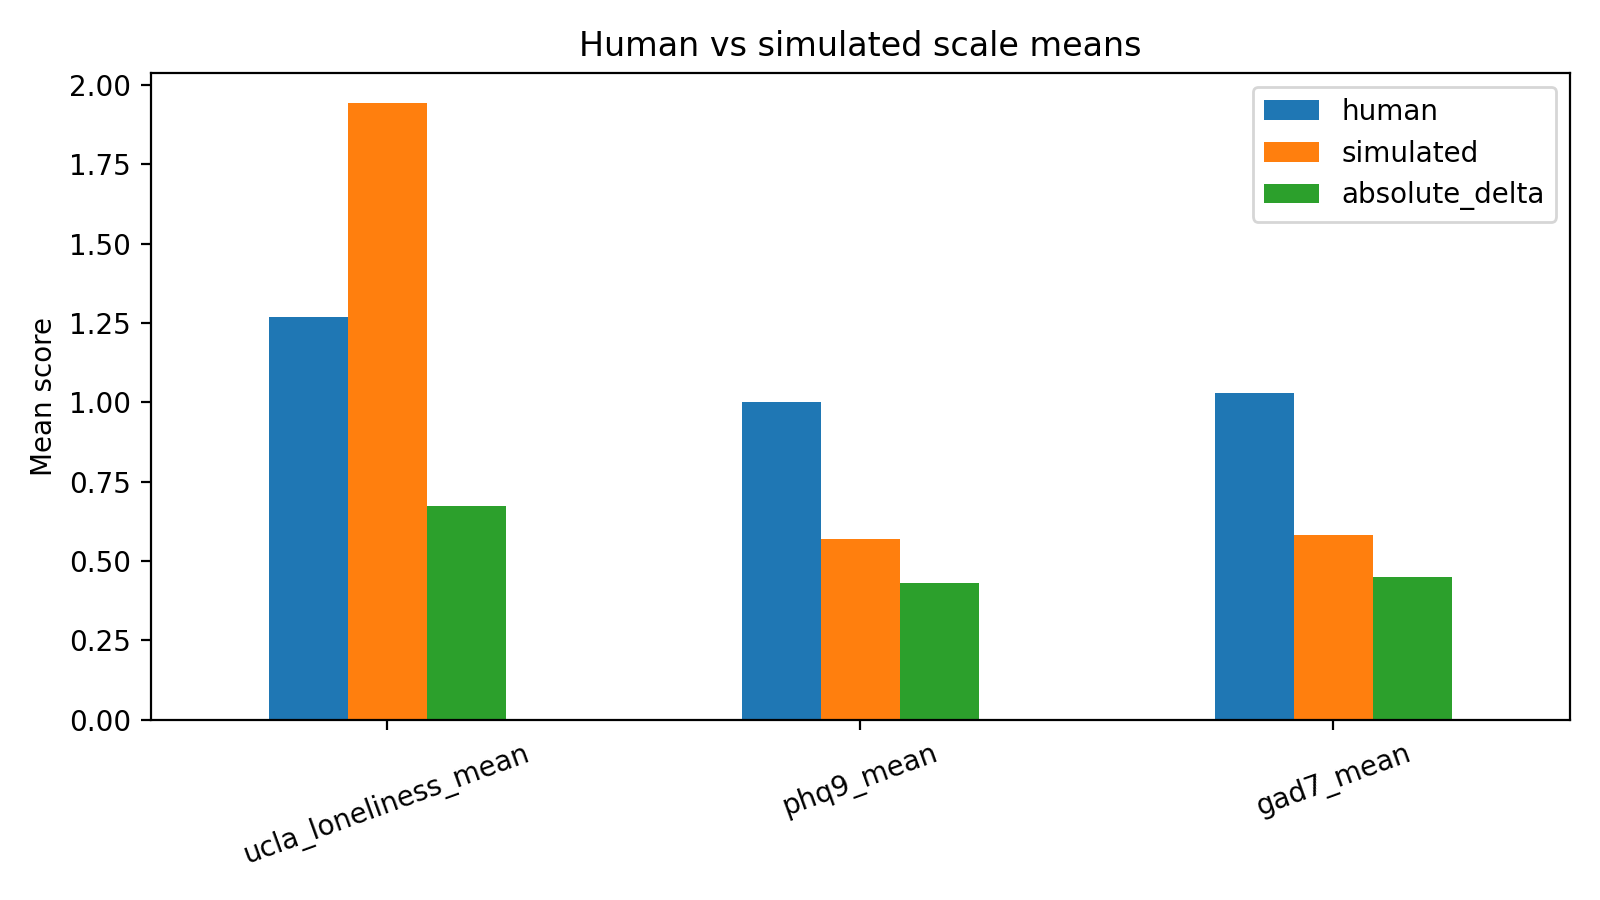 Human vs simulated scale means
human
simulated
absolute_delta
Mean score
2.00
1.75
1.50
1.25
1.00
0.75
0.50
0.25
0.00
ucla_loneliness_mean
phq9_mean
gad7_mean